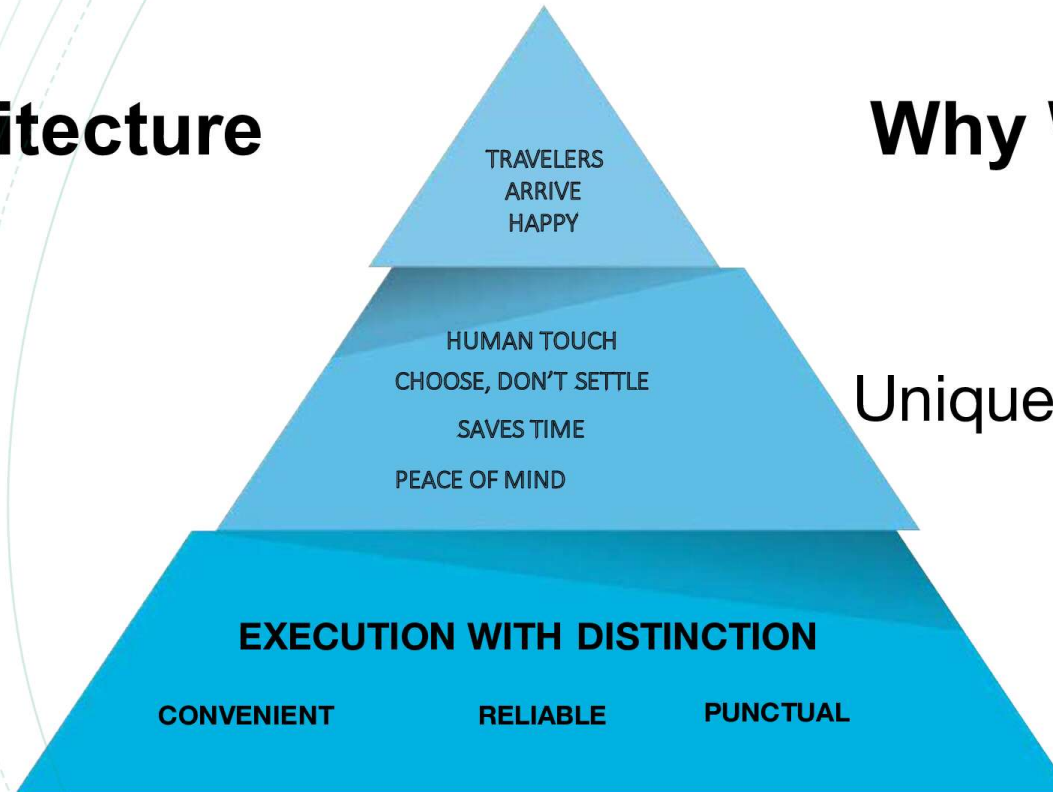 itecture
Why
TRAVELERS
ARRIVE
HAPPY
HUMAN TOUCH
CHOOSE, DON’T SETTLE
Unique
SAVES TIME
PEACE OF MIND
EXECUTION WITH DISTINCTION
CONVENIENT RELIABLE PUNCTUAL